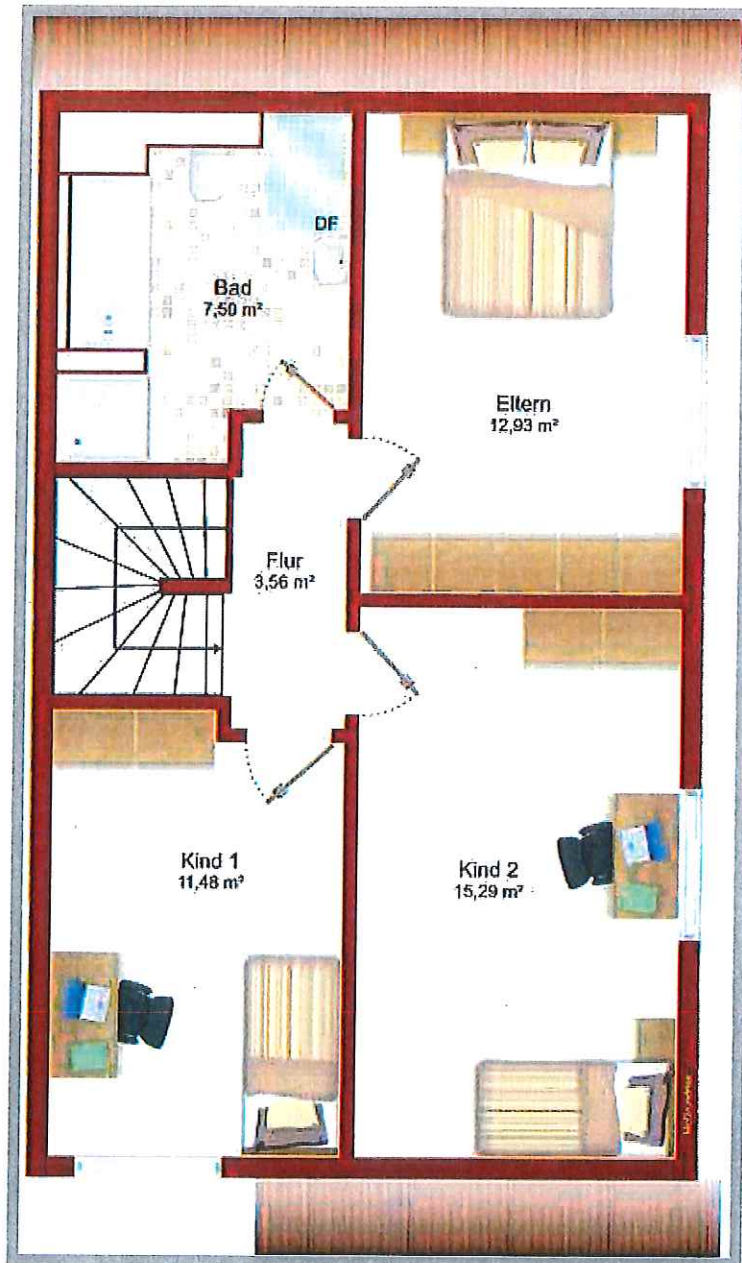 DF
Bad
7,50 m²
Eltern
12,93 m²
Flur
3,56 m²
Kind 1
11,48 m²
Kind 2
15,29 m²